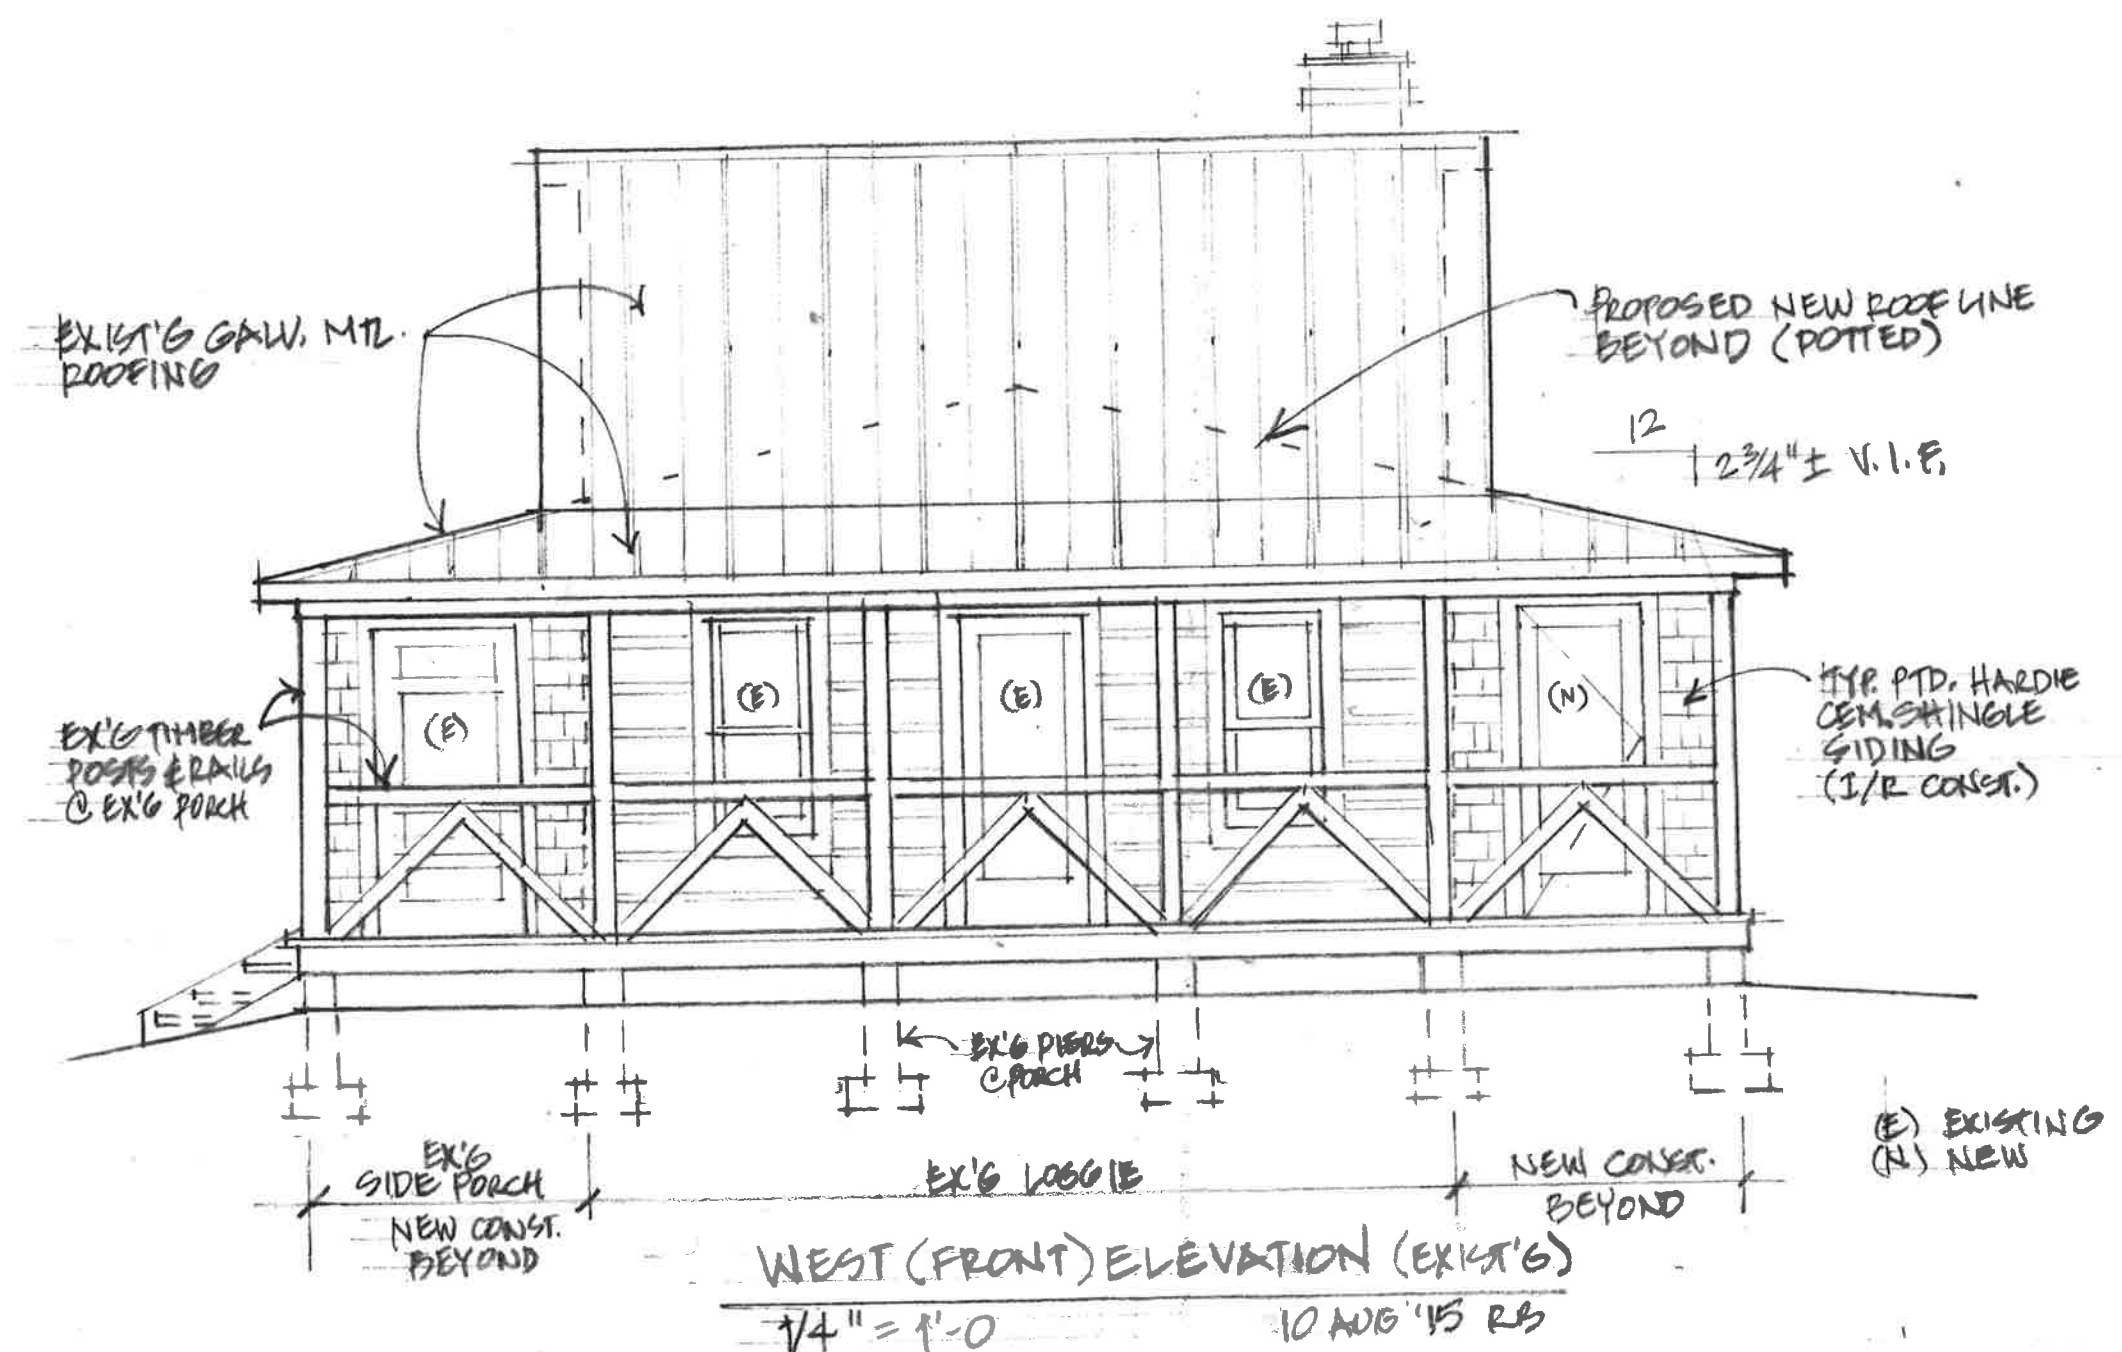 EXIST'G GALV. MTL.
ROOFING
PROPOSED NEW ROOF LINE
BEYOND (DOTTED)
12
2 3/4" ± V.I.F.
EX'G TIMBER
POSTS & RAILS
@ EX'G PORCH
(E)
(E)
(E)
(E)
(N)
TYP. PTD. HARDIE
CEM. SHINGLE
SIDING
(I/R CONST.)
EX'G PIERS
@ PORCH
(E) EXISTING
(N) NEW
EX'G
SIDE PORCH
NEW CONST.
BEYOND
EX'G LOGGIE
NEW CONST.
BEYOND
WEST (FRONT) ELEVATION (EXIST'G)
1/4" = 1'-0
10 AUG '15 RB